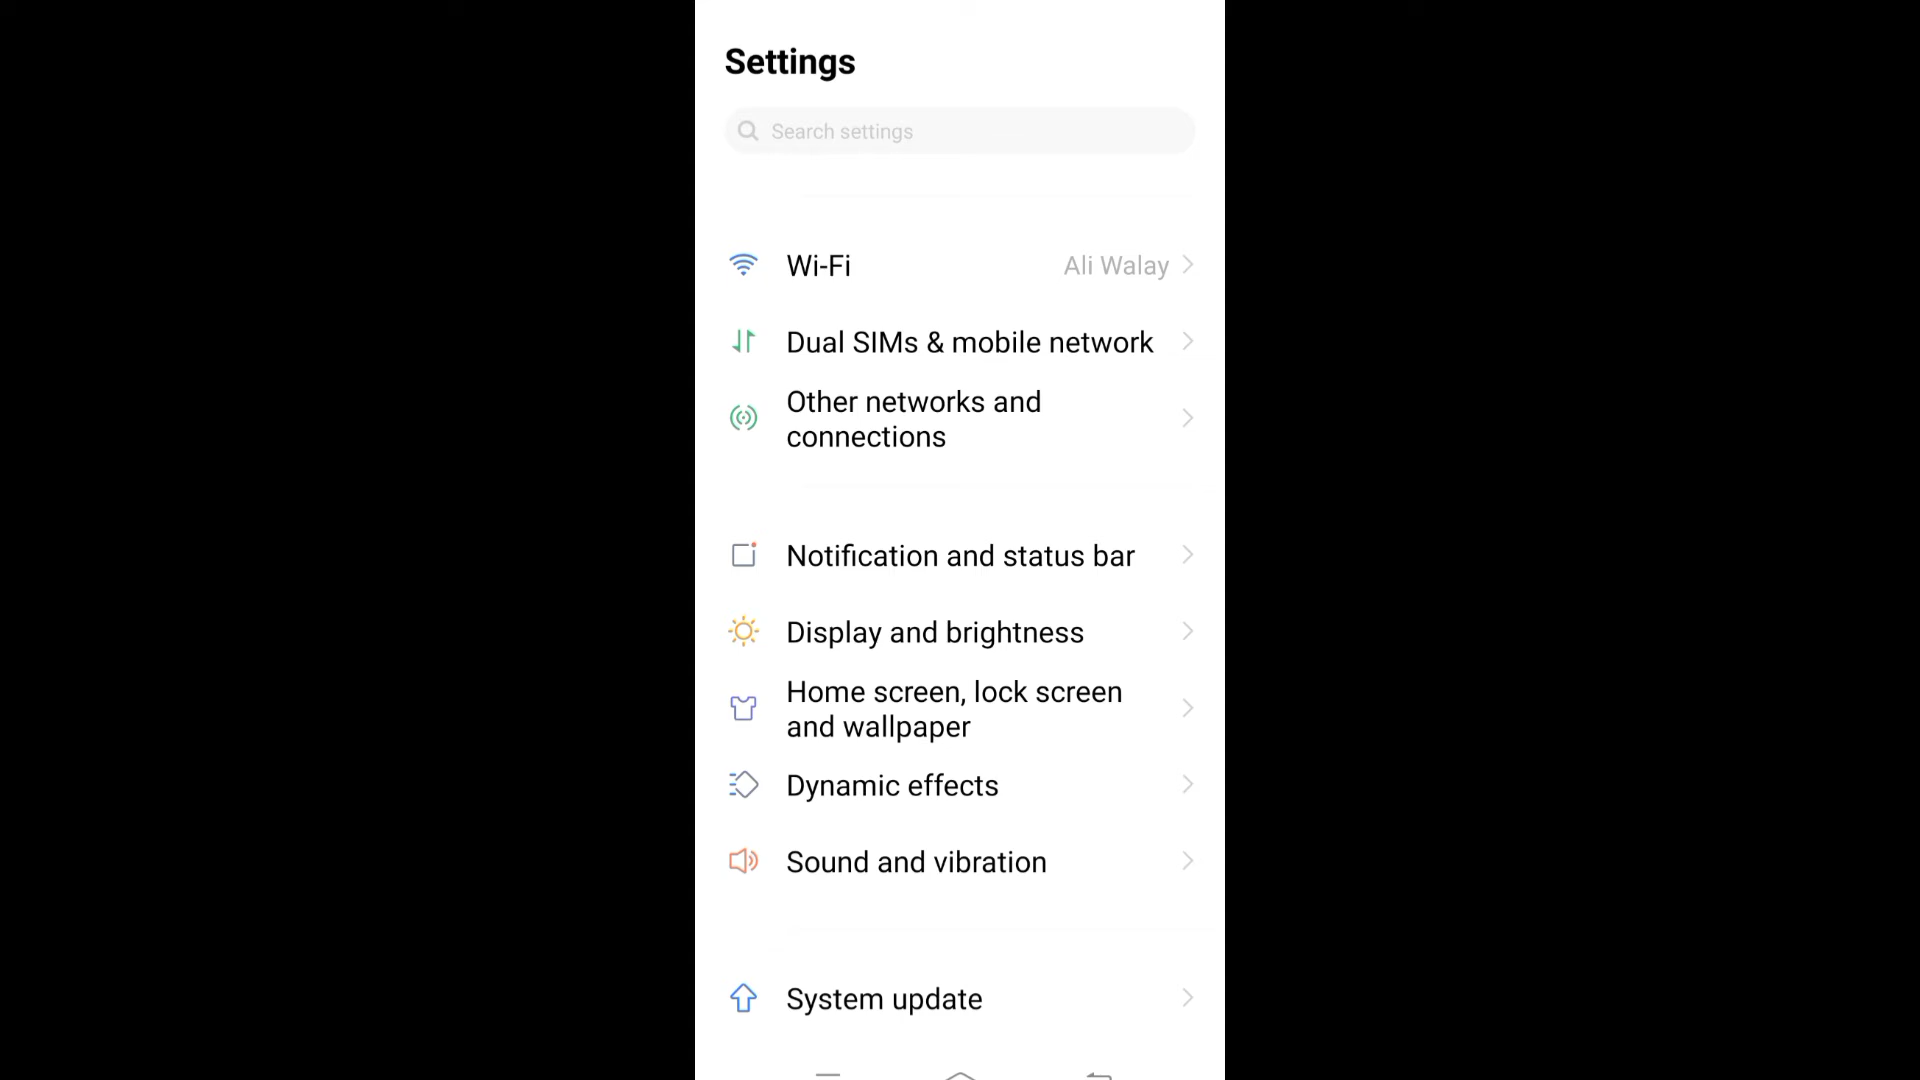 Settings
Search settings
Wi-Fi Ali Walay
Dual SIMs & mobile network
Other networks and
connections
Notification and status bar
Display and brightness
Home screen, lock screen
and wallpaper
Dynamic effects
Sound and vibration
System update